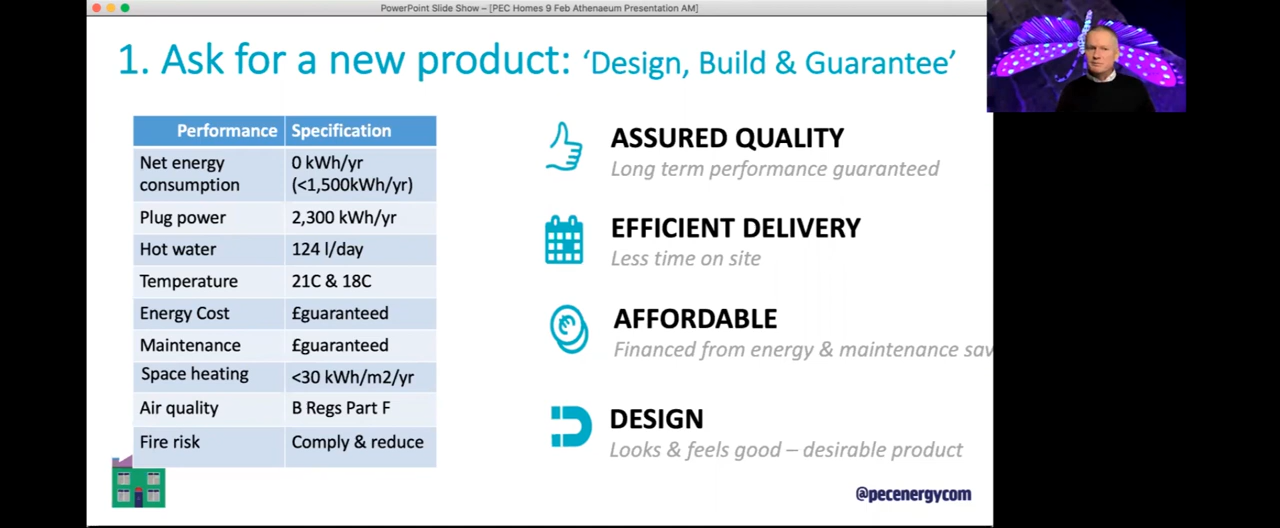 PowerPoint Slide Show – [PEC Homes 9 Feb Athenaeum Presentation AM]
1. Ask for a new product: ‘Design, Build & Guarantee’
Performance Specification
Net energy consumption 0 kWh/yr (<1,500kWh/yr)
Plug power 2,300 kWh/yr
Hot water 124 l/day
Temperature 21C & 18C
Energy Cost £guaranteed
Maintenance £guaranteed
Space heating <30 kWh/m2/yr
Air quality B Regs Part F
Fire risk Comply & reduce
ASSURED QUALITY
Long term performance guaranteed
EFFICIENT DELIVERY
Less time on site
AFFORDABLE
Financed from energy & maintenance sav
DESIGN
Looks & feels good – desirable product
@pecenergycom